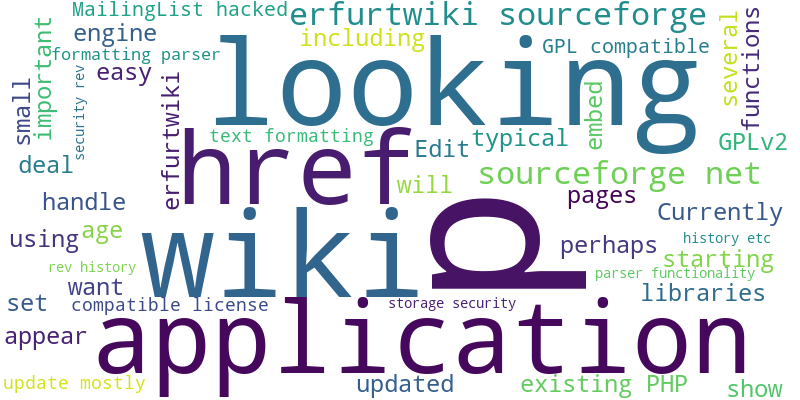 MailingList hacked
erfurtwiki sourceforge
engine
including
GPL compatible
formatting parser
looking
easy
important
small
security rev
several
functions
erfurtwiki
text formatting
href
Edit
typical
embed
GPLv2
deal
will
sourceforge net
pages
handle
wiki
p
Currently
age
using
perhaps
history etc
starting
rev history
parser functionality
want
libraries
set
compatible license
storage security
application
appear
update mostly
updated
existing PHP
show